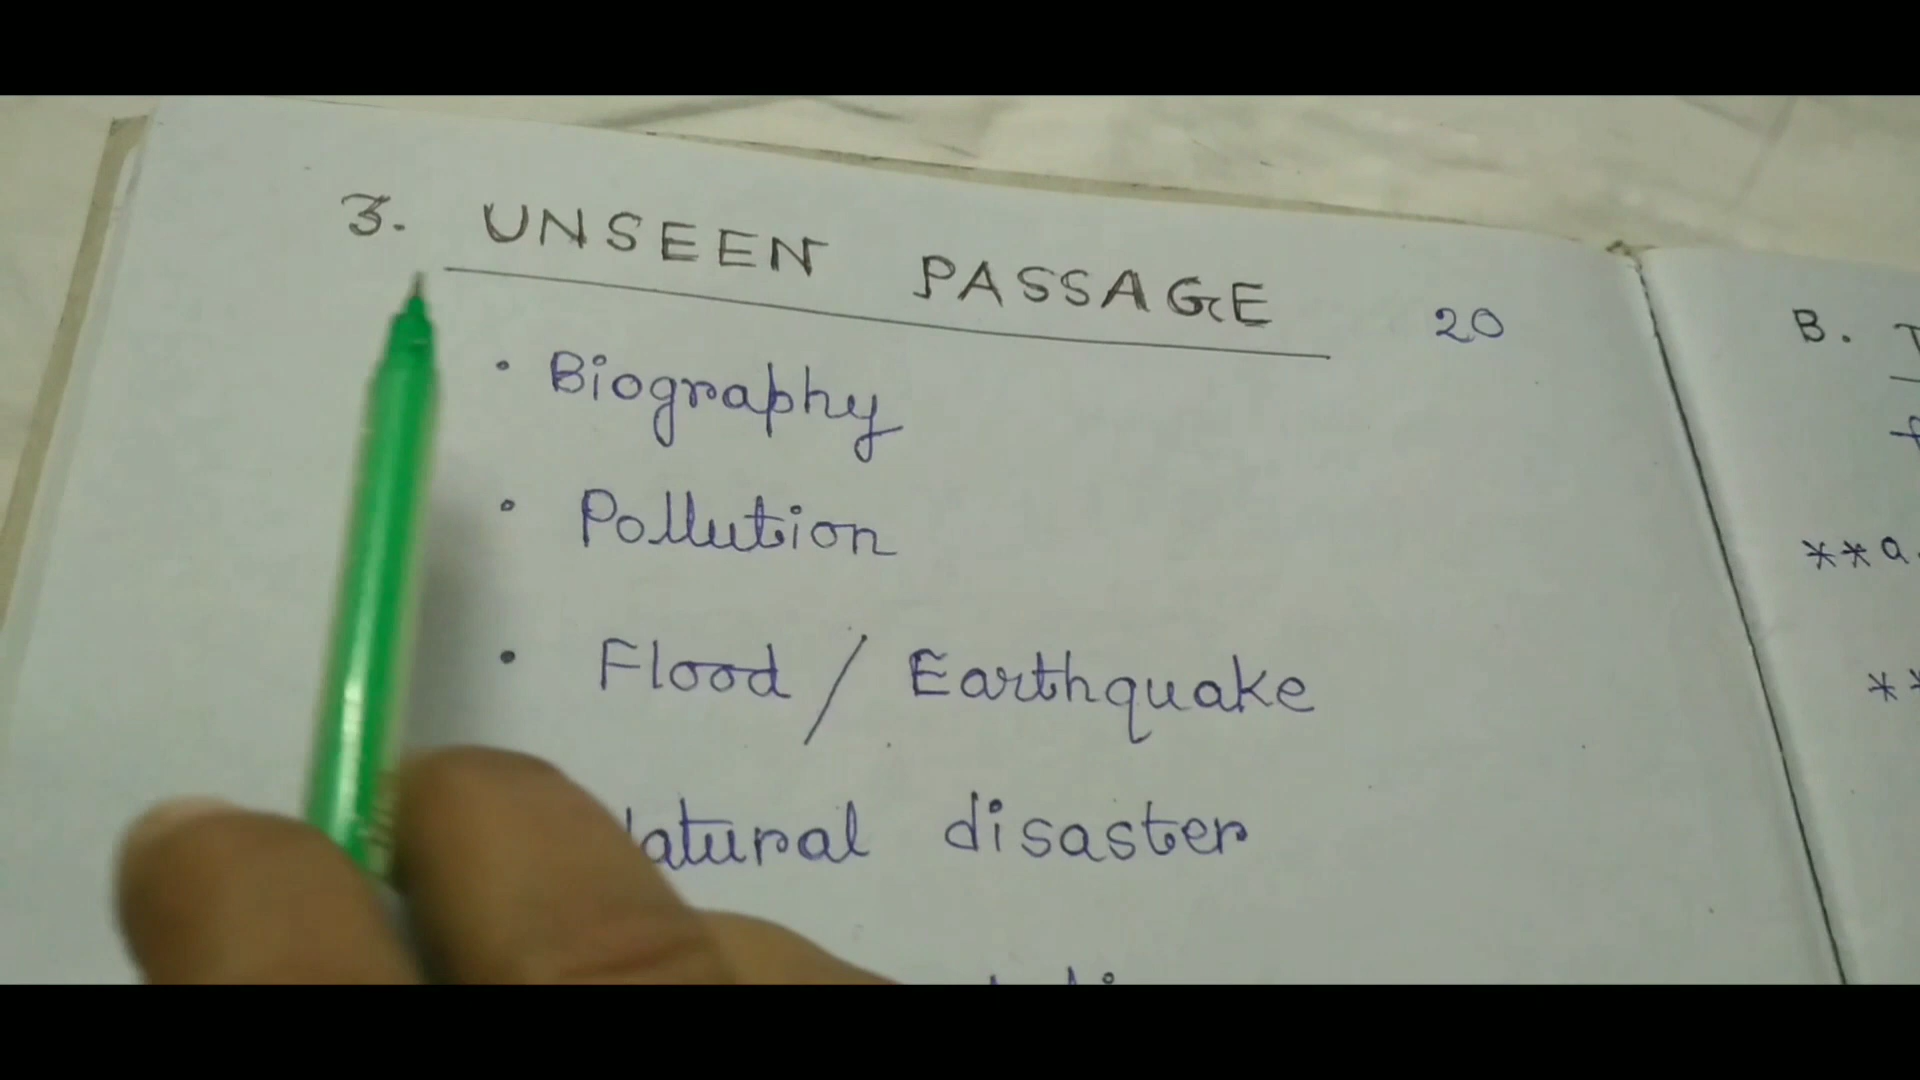 3. UNSEEN PASSAGE 20
• Biography
• Pollution
• Flood / Earthquake
disaster
B.
**a.